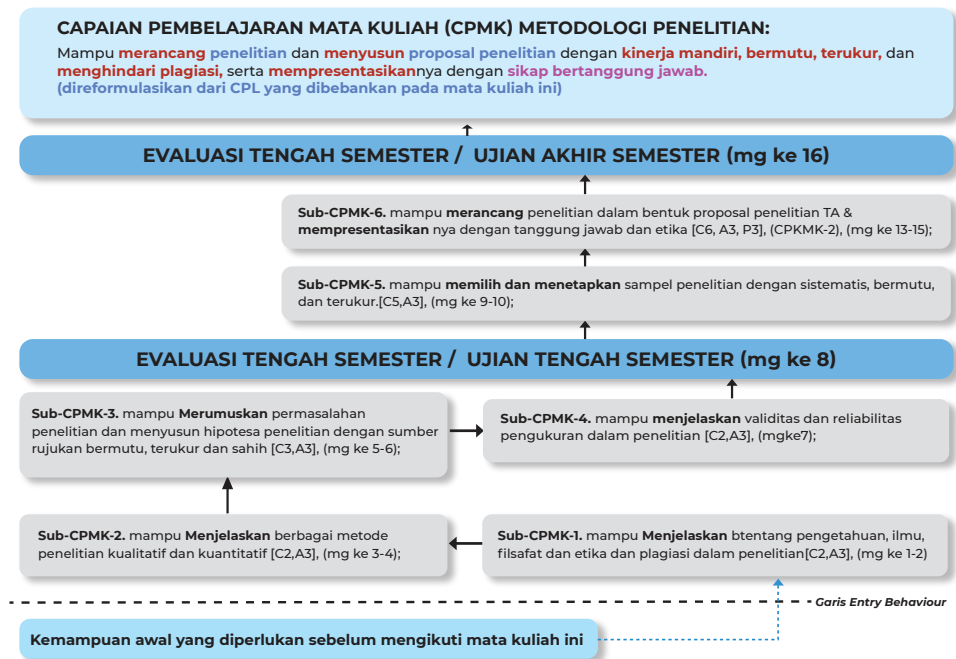 CAPAIAN PEMBELAJARAN MATA KULIAH (CPMK) METODOLOGI PENELITIAN:
Mampu merancang penelitian dan menyusun proposal penelitian dengan kinerja mandiri, bermutu, terukur, dan
menghindari plagiasi, serta mempresentasikannya dengan sikap bertanggung jawab.
(direformulasikan dari CPL yang dibebankan pada mata kuliah ini)
EVALUASI TENGAH SEMESTER / UJIAN AKHIR SEMESTER (mg ke 16)
Sub-CPMK-6. mampu merancang penelitian dalam bentuk proposal penelitian TA &
mempresentasikan nya dengan tanggung jawab dan etika [C6, A3, P3], (CPKMK-2), (mg ke 13-15);
Sub-CPMK-5. mampu memilih dan menetapkan sampel penelitian dengan sistematis, bermutu,
dan terukur.[C5,A3], (mg ke 9-10);
EVALUASI TENGAH SEMESTER / UJIAN TENGAH SEMESTER (mg ke 8)
Sub-CPMK-3. mampu Merumuskan permasalahan
penelitian dan menyusun hipotesa penelitian dengan sumber
rujukan bermutu, terukur dan sahih [C3,A3], (mg ke 5-6);
Sub-CPMK-4. mampu menjelaskan validitas dan reliabilitas
pengukuran dalam penelitian [C2,A3], (mgke7);
Sub-CPMK-2. mampu Menjelaskan berbagai metode
penelitian kualitatif dan kuantitatif [C2,A3], (mg ke 3-4);
Sub-CPMK-1. mampu Menjelaskan btentang pengetahuan, ilmu,
filsafat dan etika dan plagiasi dalam penelitian[C2,A3], (mg ke 1-2)
Garis Entry Behaviour
Kemampuan awal yang diperlukan sebelum mengikuti mata kuliah ini